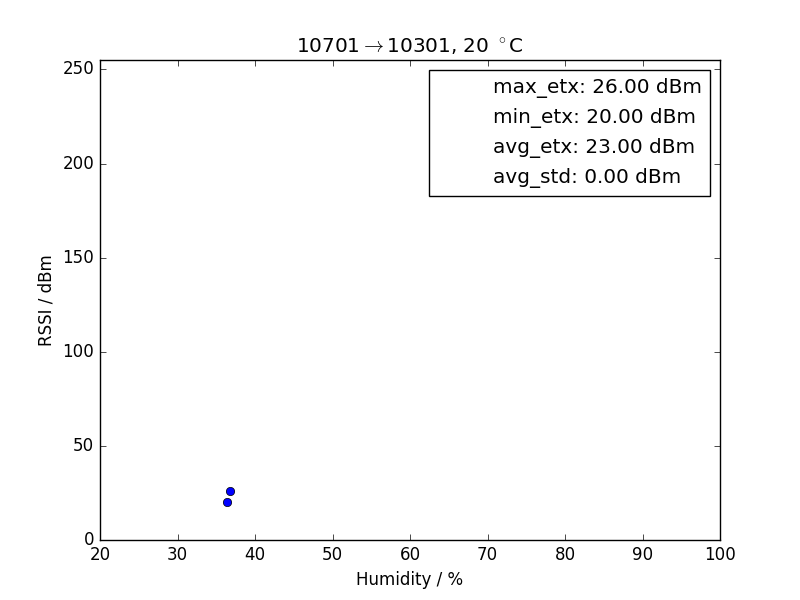 10701→10301, 20 °C
max_etx: 26.00 dBm
min_etx: 20.00 dBm
avg_etx: 23.00 dBm
avg_std: 0.00 dBm
RSSI / dBm
250
200
150
100
50
0
20 30 40 50 60 70 80 90 100
Humidity / %